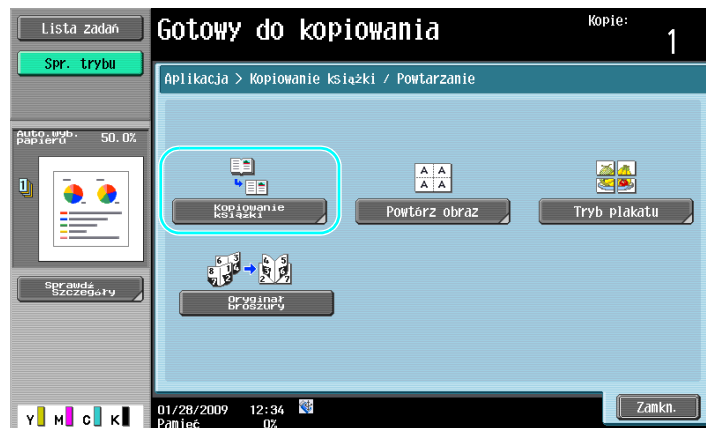 Lista zadań
Gotowy do kopiowania
Kopie:
1
Spr. trybu
Aplikacja > Kopiowanie książki / Powtarzanie
Auto.wyb.
papieru
50.0%
1
Kopiowanie
książki
A A
A A
Powtórz obraz
Tryb plakatu
Oryginał
broszury
Sprawdź
Szczegóły
Zamkn.
Y M C K
01/28/2009 12:34
Pamięć 0%